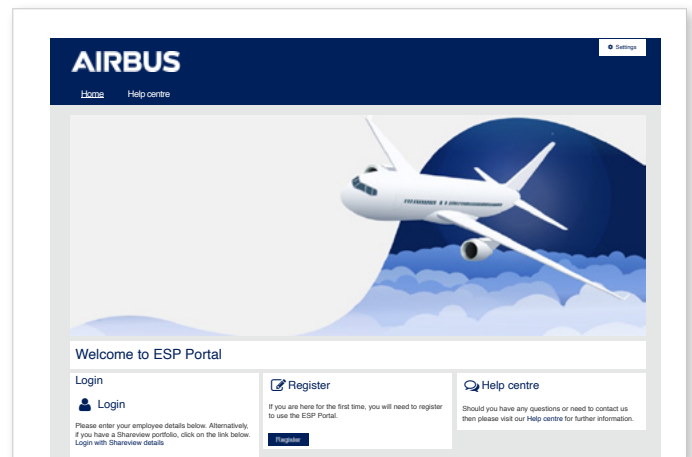 AIRBUS
Settings
Home Help centre
Welcome to ESP Portal
Login
Login
Please enter your employee details below. Alternatively,
if you have a Shareview portfolio, click on the link below.
Login with Shareview details
Register
If you are here for the first time, you will need to register
to use the ESP Portal.
Register
Help centre
Should you have any questions or need to contact us
then please visit our Help centre for further information.